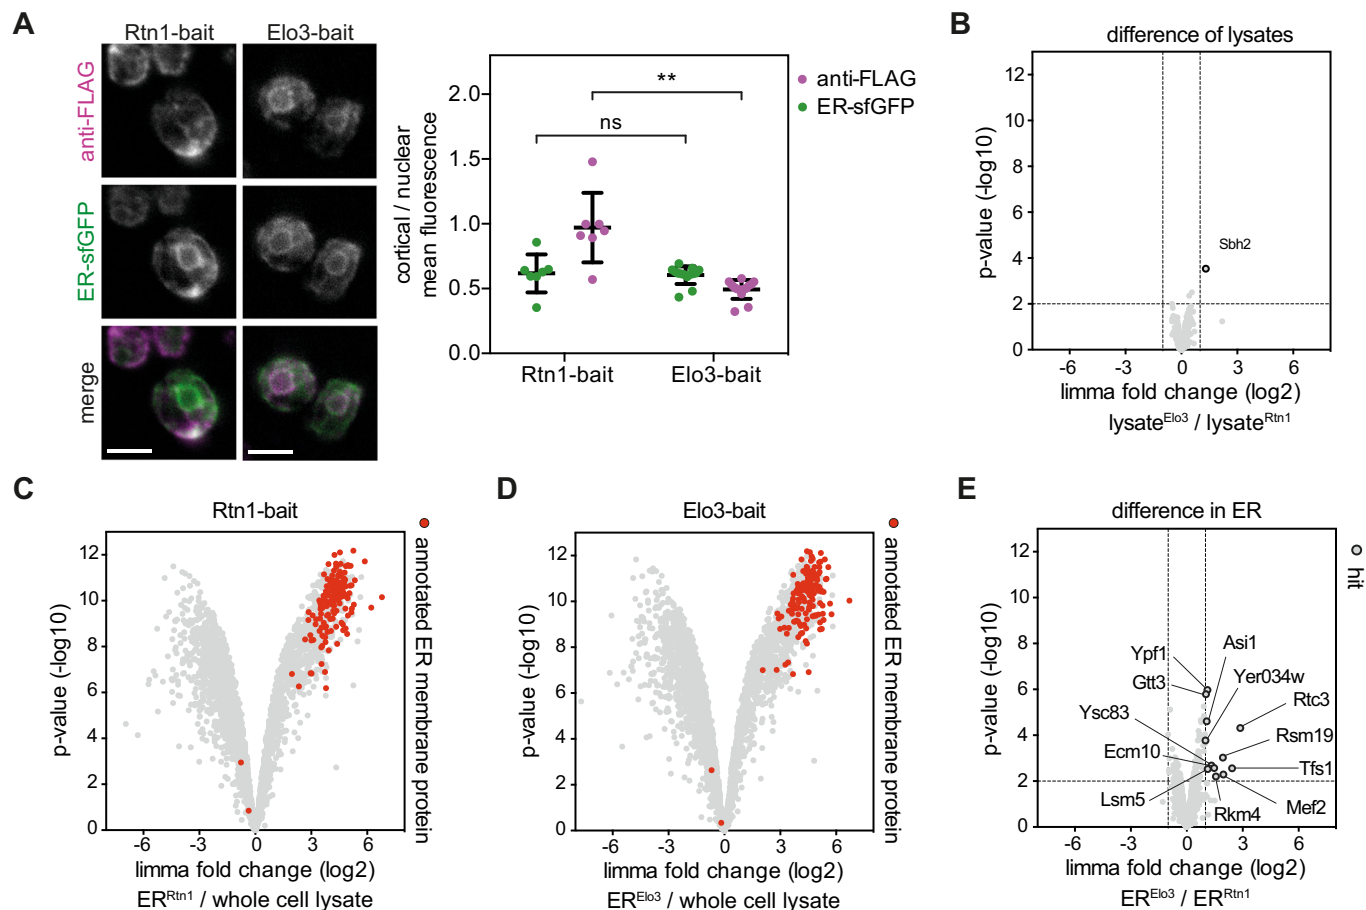 A
Rtn1-bait
Elo3-bait
anti-FLAG
ER-sfGFP
merge
cortical / nuclear
mean fluorescence
2.0
1.5
1.0
0.5
0.0
**
ns
Rtn1-bait
Elo3-bait
anti-FLAG
ER-sfGFP
B
difference of lysates
p-value (-log10)
12
10
8
6
4
2
0
Sbh2
-6
-3
0
3
6
limma fold change (log2)
lysateElo3 / lysateRtn1
C
Rtn1-bait
p-value (-log10)
12
10
8
6
4
2
0
-6
-3
0
3
6
limma fold change (log2)
ERRtn1 / whole cell lysate
annotated ER membrane protein
D
Elo3-bait
p-value (-log10)
12
10
8
6
4
2
0
-6
-3
0
3
6
limma fold change (log2)
ERElo3 / whole cell lysate
annotated ER membrane protein
E
difference in ER
hit
p-value (-log10)
12
10
8
6
4
2
0
Ypf1
Asi1
Gtt3
Yer034w
Rtc3
Ysc83
Rsm19
Ecm10
Tfs1
Lsm5
Rkm4
Mef2
-6
-3
0
3
6
limma fold change (log2)
ERElo3 / ERRtn1